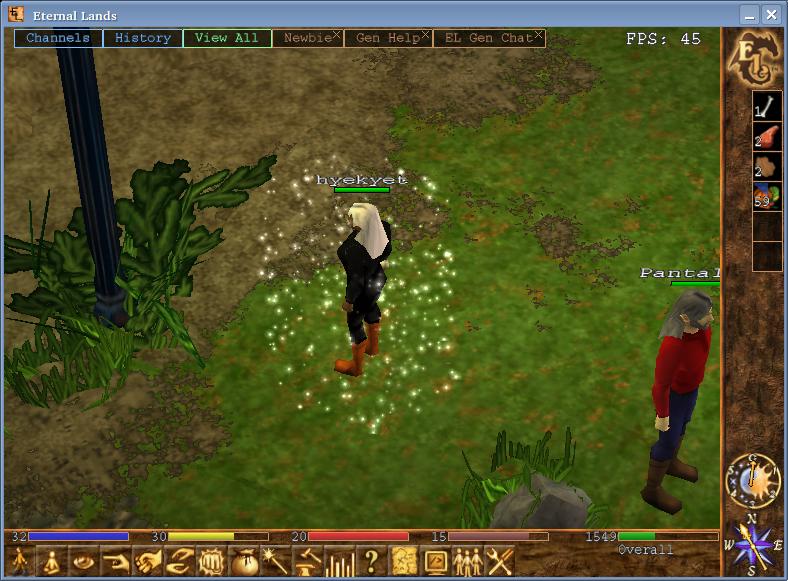 Eternal Lands
Channels History View All Newbie Gen Help EL Gen Chat FPS: 45
1
2
2
59
hyekyet
Pantal
32 30 20 15 1549
Overall
N
W E
S